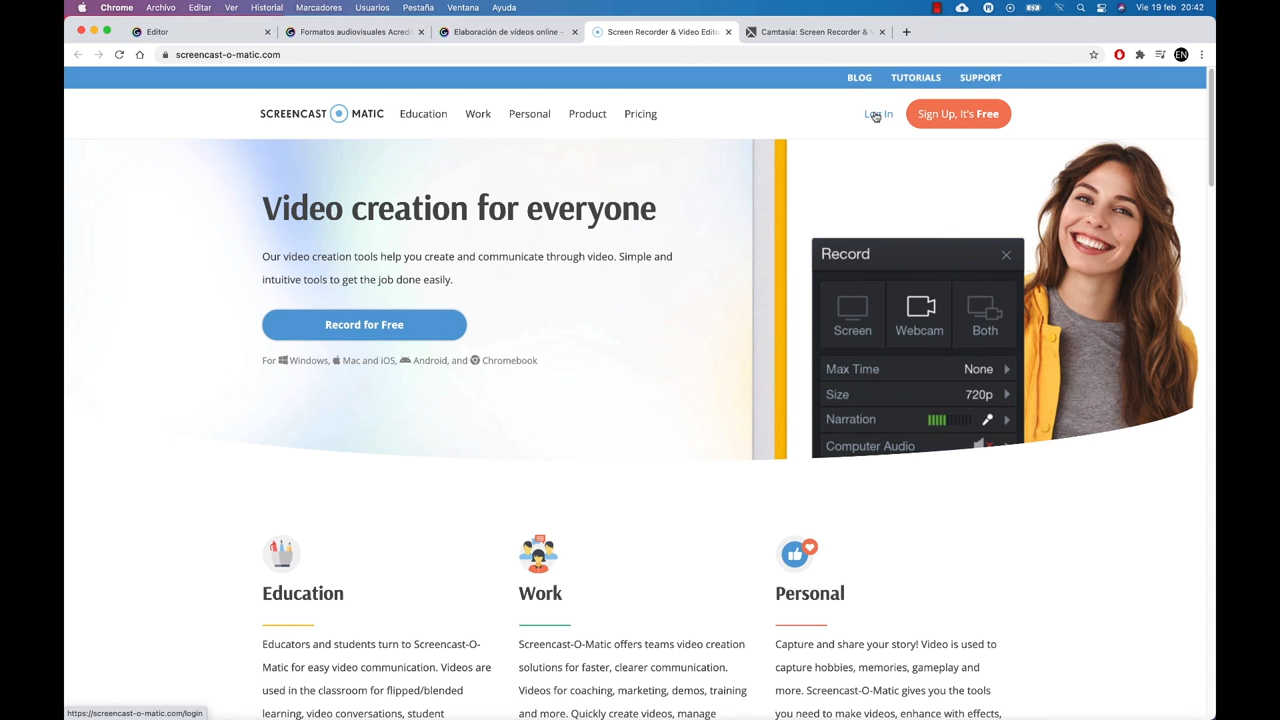 Chrome Archivo Editar Ver Historial Marcadores Usuarios Pestaña Ventana Ayuda Vie 19 feb 20:42
Editor Formatos audiovisuales Acredi Elaboración de vídeos online - Screen Recorder & Video Edito Camtasia: Screen Recorder &
screencast-o-matic.com EN
BLOG TUTORIALS SUPPORT
SCREENCAST MATIC Education Work Personal Product Pricing Log In Sign Up, It's Free
Video creation for everyone
Our video creation tools help you create and communicate through video. Simple and
intuitive tools to get the job done easily.
Record for Free
For Windows, Mac and iOS, Android, and Chromebook
Record
Screen Webcam Both
Max Time None
Size 720p
Narration
Computer Audio
Education
Educators and students turn to Screencast-O-
Matic for easy video communication. Videos are
used in the classroom for flipped/blended
learning, video conversations, student
Work
Screencast-O-Matic offers teams video creation
solutions for faster, clearer communication.
Videos for coaching, marketing, demos, training
and more. Quickly create videos, manage
Personal
Capture and share your story! Video is used to
capture hobbies, memories, gameplay and
more. Screencast-O-Matic gives you the tools
you need to make videos, enhance with effects,
https://screencast-o-matic.com/login